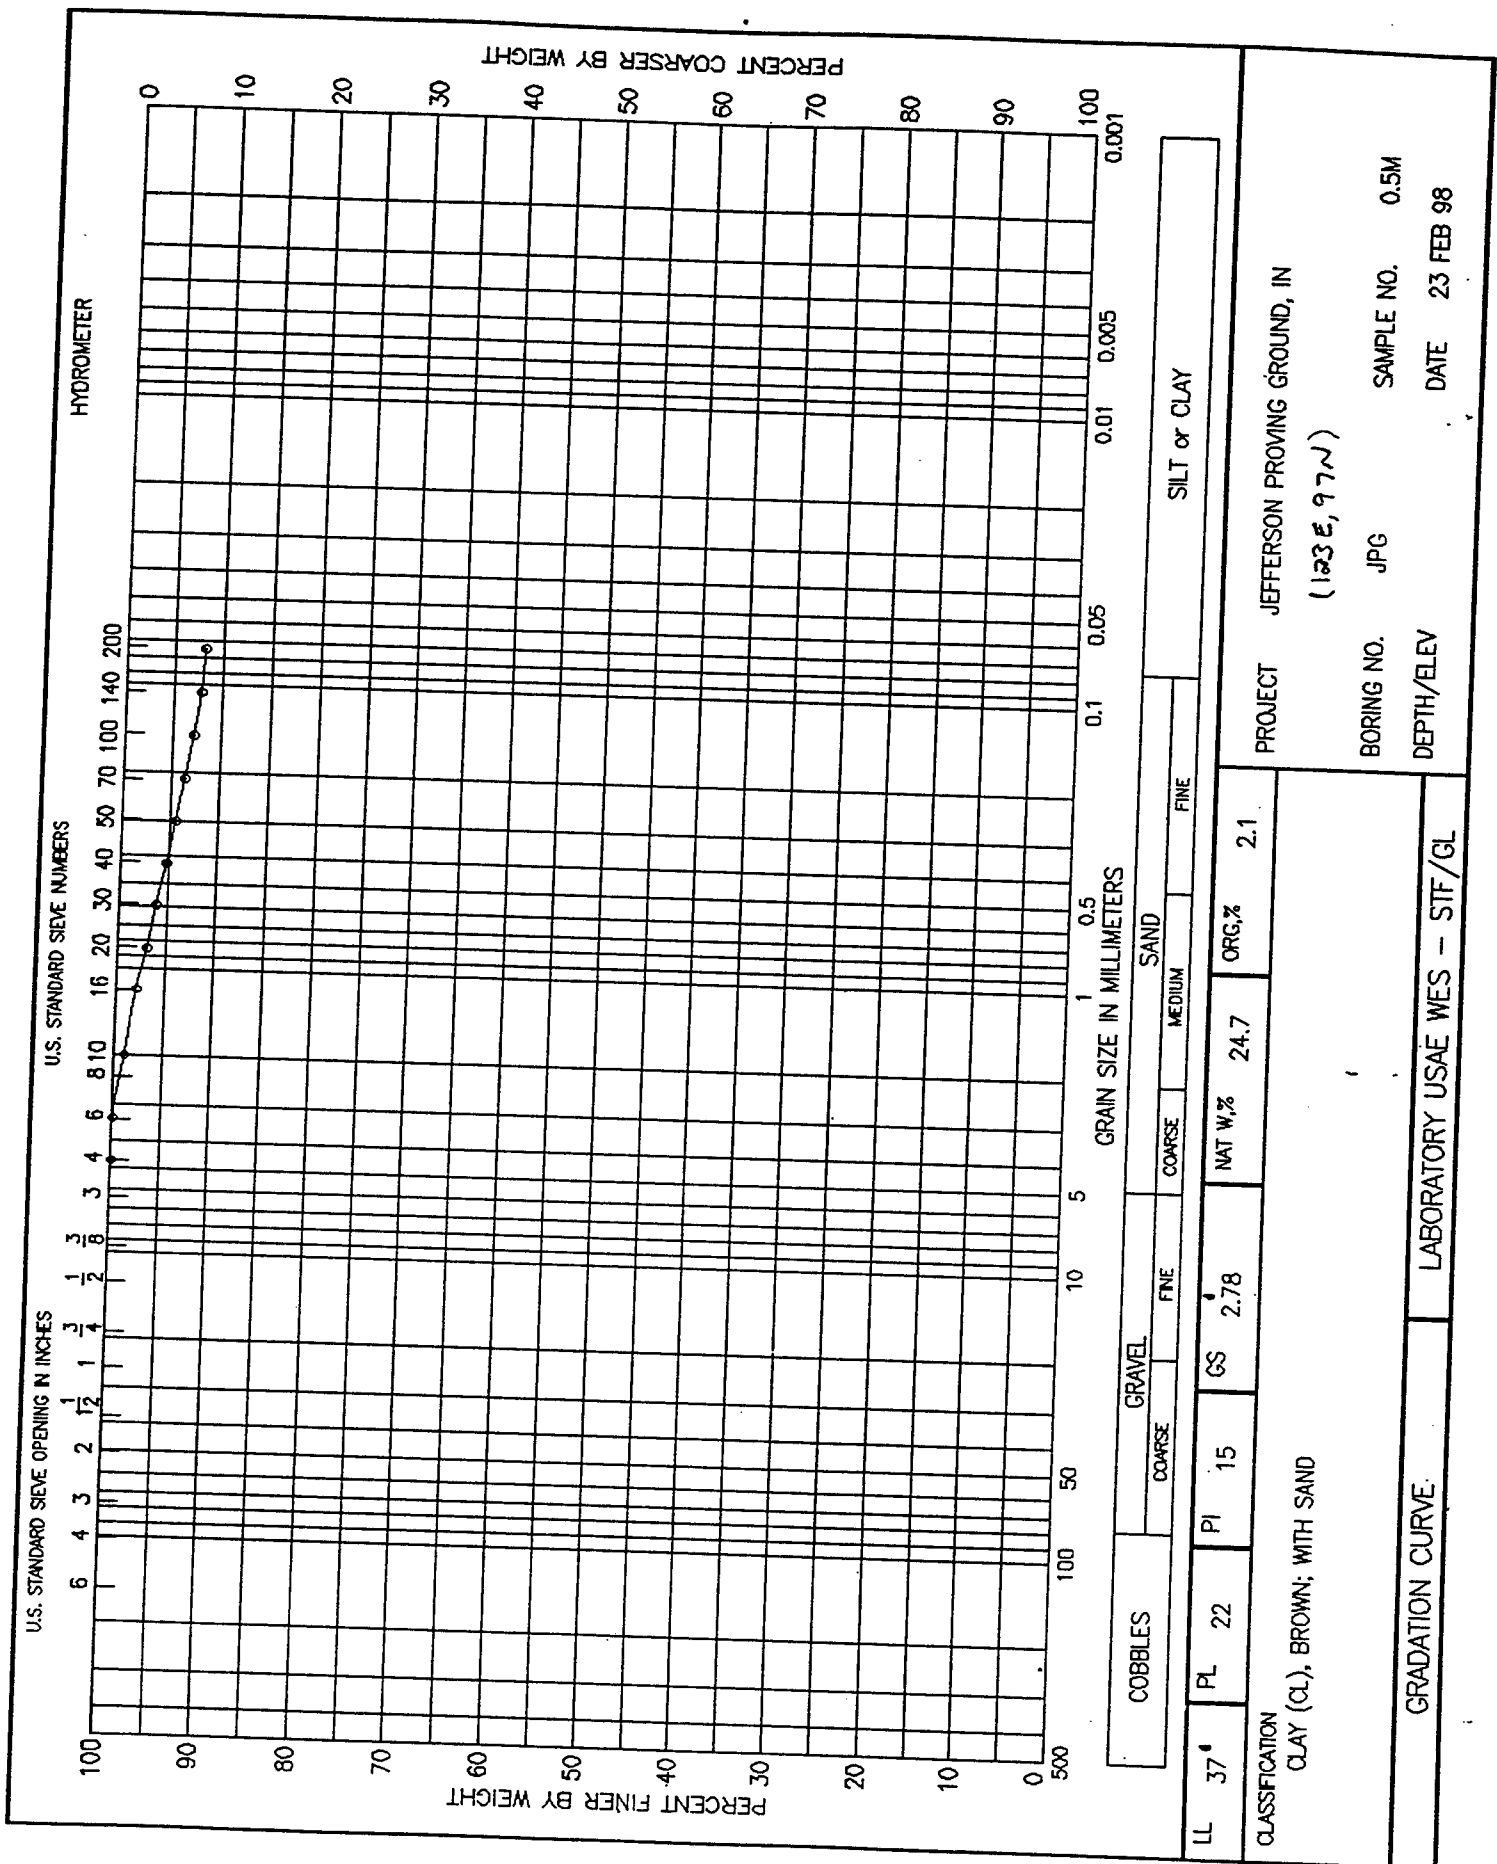 U.S. STANDARD SIEVE OPENING IN INCHES U.S. STANDARD SIEVE NUMBERS HYDROMETER
6 4 3 2 1 1/2 1 3/4 1/2 3/8 3 4 6 8 10 16 20 30 40 50 70 100 140 200
PERCENT FINER BY WEIGHT
100
90
80
70
60
50
40
30
20
10
0
PERCENT COARSER BY WEIGHT
0
10
20
30
40
50
60
70
80
90
100
500 100 50 10 5 1 0.5 0.1 0.05 0.01 0.005 0.001
GRAIN SIZE IN MILLIMETERS
COBBLES GRAVEL SAND SILT or CLAY
COARSE FINE COARSE MEDIUM FINE
LL 37 PL 22 PI 15 GS 2.78 NAT W,% 24.7 ORG,% 2.1
CLASSIFICATION
CLAY (CL), BROWN; WITH SAND
PROJECT JEFFERSON PROVING GROUND, IN
(123E, 97N)
BORING NO. JPG SAMPLE NO. 0.5M
DEPTH/ELEV DATE 23 FEB 98
GRADATION CURVE LABORATORY USAE WES - STF/GL